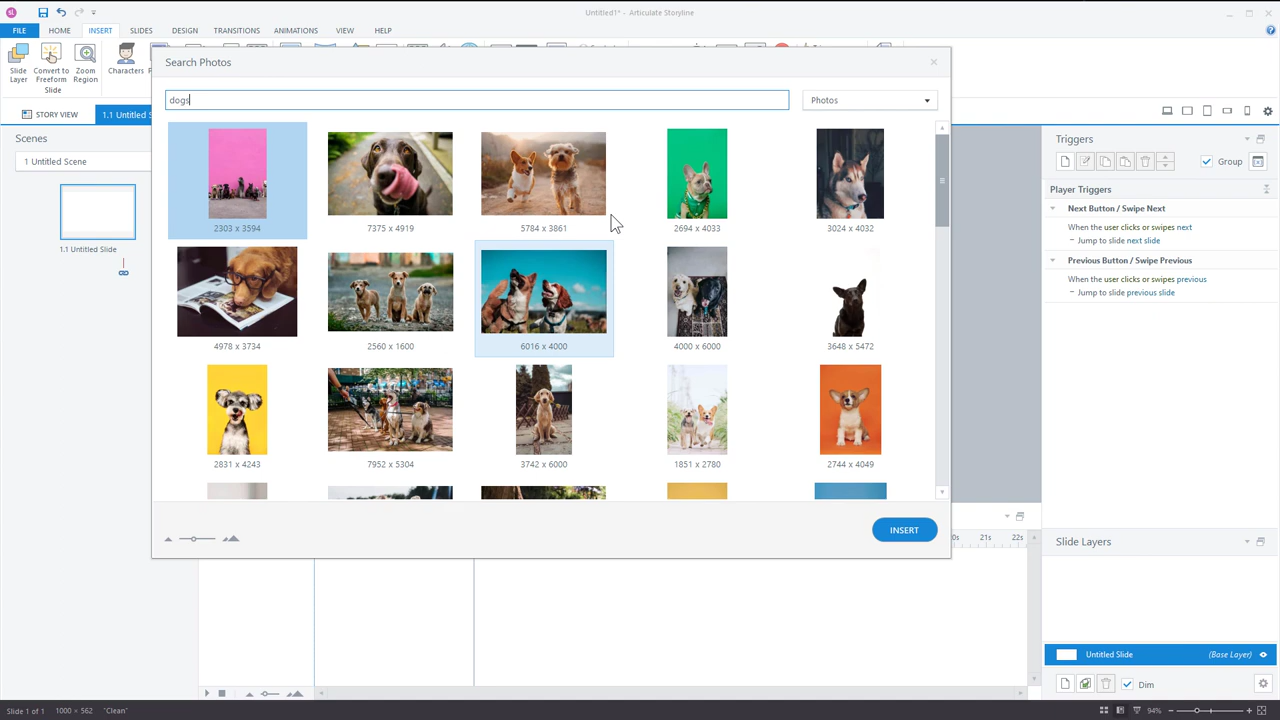 Untitled1* - Articulate Storyline
FILE HOME INSERT SLIDES DESIGN TRANSITIONS ANIMATIONS VIEW HELP
Slide Layer
Convert to Freeform
Zoom Region
Characters
Slide
STORY VIEW
1.1 Untitled S
Scenes
1 Untitled Scene
1.1 Untitled Slide
Search Photos
dogs
Photos
2303 x 3594
7375 x 4919
5784 x 3861
2694 x 4033
3024 x 4032
4978 x 3734
2560 x 1600
6016 x 4000
4000 x 6000
3648 x 5472
2831 x 4243
7952 x 5304
3742 x 6000
1851 x 2780
2744 x 4049
INSERT
Triggers
Group
Player Triggers
Next Button / Swipe Next
When the user clicks or swipes next
– Jump to slide next slide
Previous Button / Swipe Previous
When the user clicks or swipes previous
– Jump to slide previous slide
0s 21s 22s
Slide Layers
Untitled Slide (Base Layer)
Dim
Slide 1 of 1 1000 × 562 "Clean"
94%